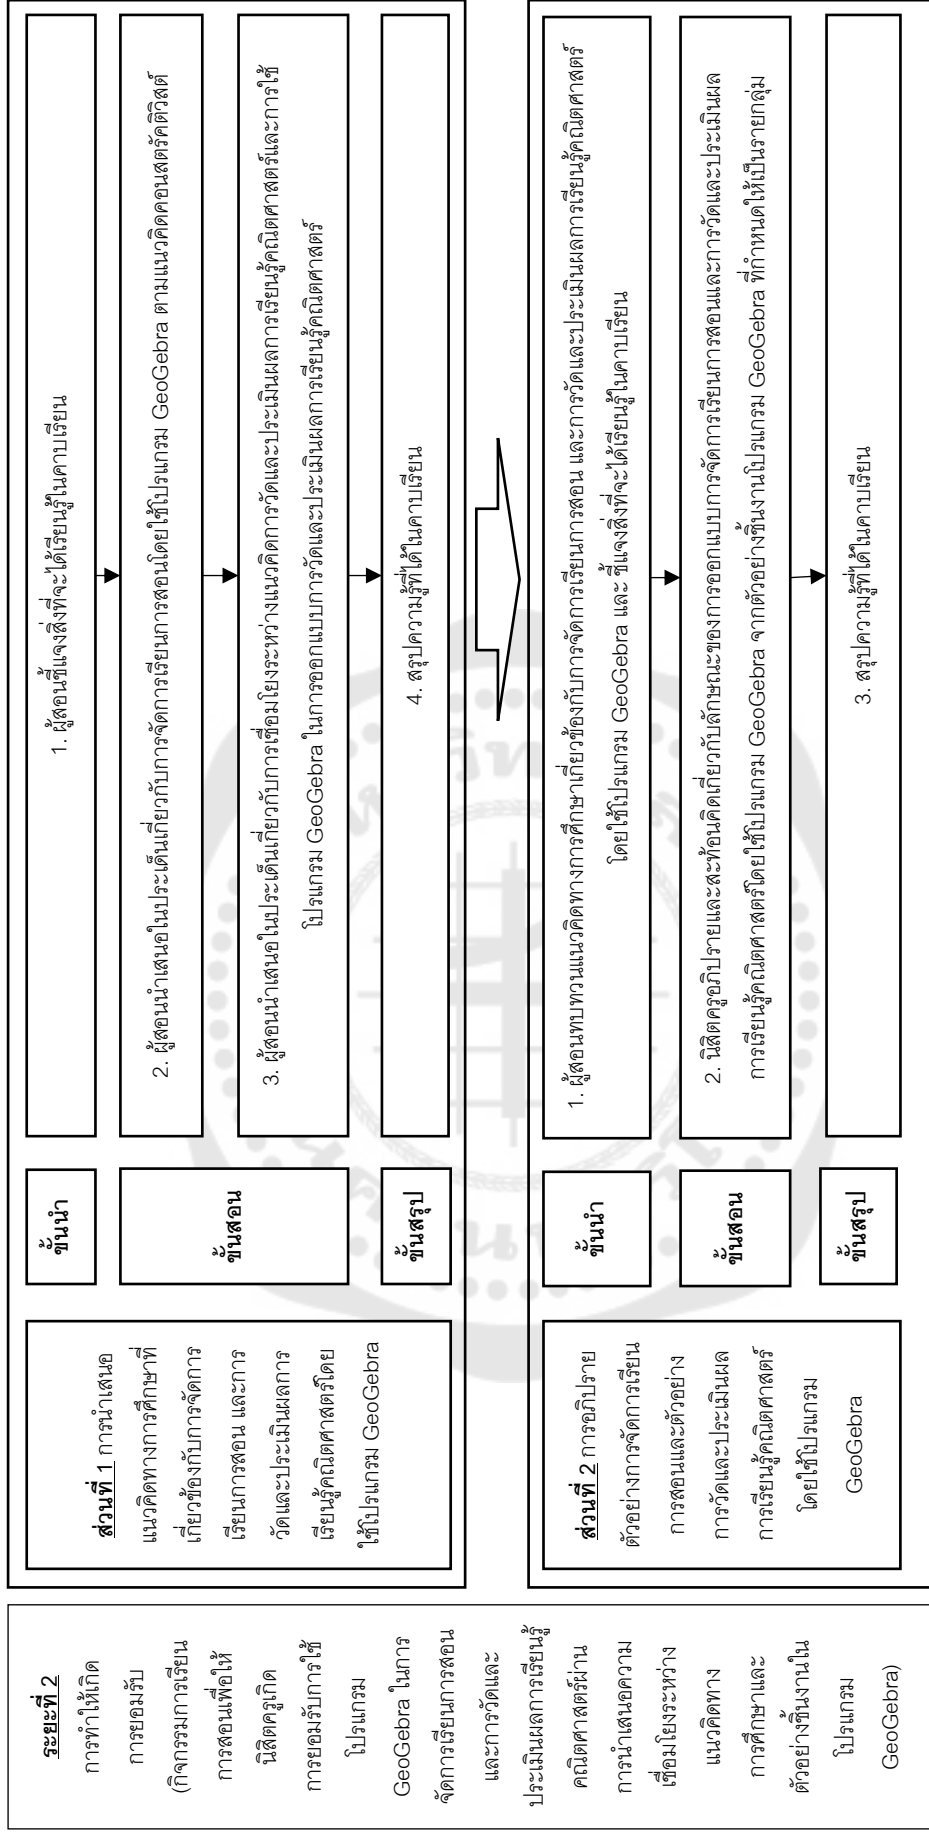 ระยะที่ 2
การทำให้เกิด
การยอมรับ
(กิจกรรมการเรียน
การสอนเพื่อให้
นิสิตครูเกิด
การยอมรับการใช้
โปรแกรม
GeoGebra ในการ
จัดการเรียนการสอน
และการวัดและ
ประเมินผลการเรียนรู้
คณิตศาสตร์ผ่าน
การนำเสนอความ
เชื่อมโยงระหว่าง
แนวคิดทาง
การศึกษาและ
ตัวอย่างชิ้นงานใน
โปรแกรม
GeoGebra)
ส่วนที่ 1 การนำเสนอ
แนวคิดทางการศึกษาที่
เกี่ยวข้องกับการจัดการ
เรียนการสอน และการ
วัดและประเมินผลการ
เรียนรู้คณิตศาสตร์โดย
ใช้โปรแกรม GeoGebra
ขั้นนำ
1. ผู้สอนชี้แจงสิ่งที่จะได้เรียนรู้ในคาบเรียน
ขั้นสอน
2. ผู้สอนนำเสนอในประเด็นเกี่ยวกับการจัดการเรียนการสอนโดยใช้โปรแกรม GeoGebra ตามแนวคิดคอนสตรัคติวิสต์
3. ผู้สอนนำเสนอในประเด็นเกี่ยวกับการเชื่อมโยงระหว่างแนวคิดการวัดและประเมินผลการเรียนรู้คณิตศาสตร์และการใช้
โปรแกรม GeoGebra ในการออกแบบการวัดและประเมินผลการเรียนรู้คณิตศาสตร์
ขั้นสรุป
4. สรุปความรู้ที่ได้ในคาบเรียน
ส่วนที่ 2 การอภิปราย
ตัวอย่างการจัดการเรียน
การสอนและตัวอย่าง
การวัดและประเมินผล
การเรียนรู้คณิตศาสตร์
โดยใช้โปรแกรม
GeoGebra
ขั้นนำ
1. ผู้สอนทบทวนแนวคิดทางการศึกษาเกี่ยวข้องกับการจัดการเรียนการสอน และการวัดและประเมินผลการเรียนรู้คณิตศาสตร์
โดยใช้โปรแกรม GeoGebra และ ชี้แจงสิ่งที่จะได้เรียนรู้ในคาบเรียน
ขั้นสอน
2. นิสิตครูอภิปรายและสะท้อนคิดเกี่ยวกับลักษณะของการออกแบบการจัดการเรียนการสอนและการวัดและประเมินผล
การเรียนรู้คณิตศาสตร์โดยใช้โปรแกรม GeoGebra จากตัวอย่างชิ้นงานโปรแกรม GeoGebra ที่กำหนดให้เป็นรายกลุ่ม
ขั้นสรุป
3. สรุปความรู้ที่ได้ในคาบเรียน